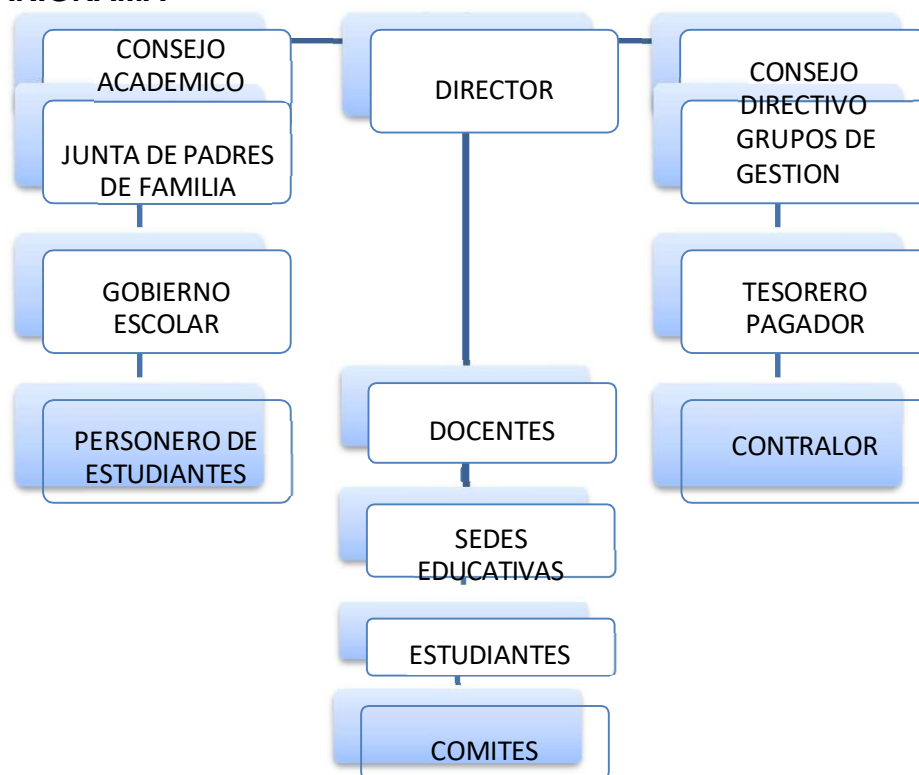 CONSEJO
ACADEMICO
JUNTA DE PADRES
DE FAMILIA
GOBIERNO
ESCOLAR
PERSONERO DE
ESTUDIANTES
DIRECTOR
DOCENTES
SEDES
EDUCATIVAS
ESTUDIANTES
COMITES
CONSEJO
DIRECTIVO
GRUPOS DE
GESTION
TESORERO
PAGADOR
CONTRALOR